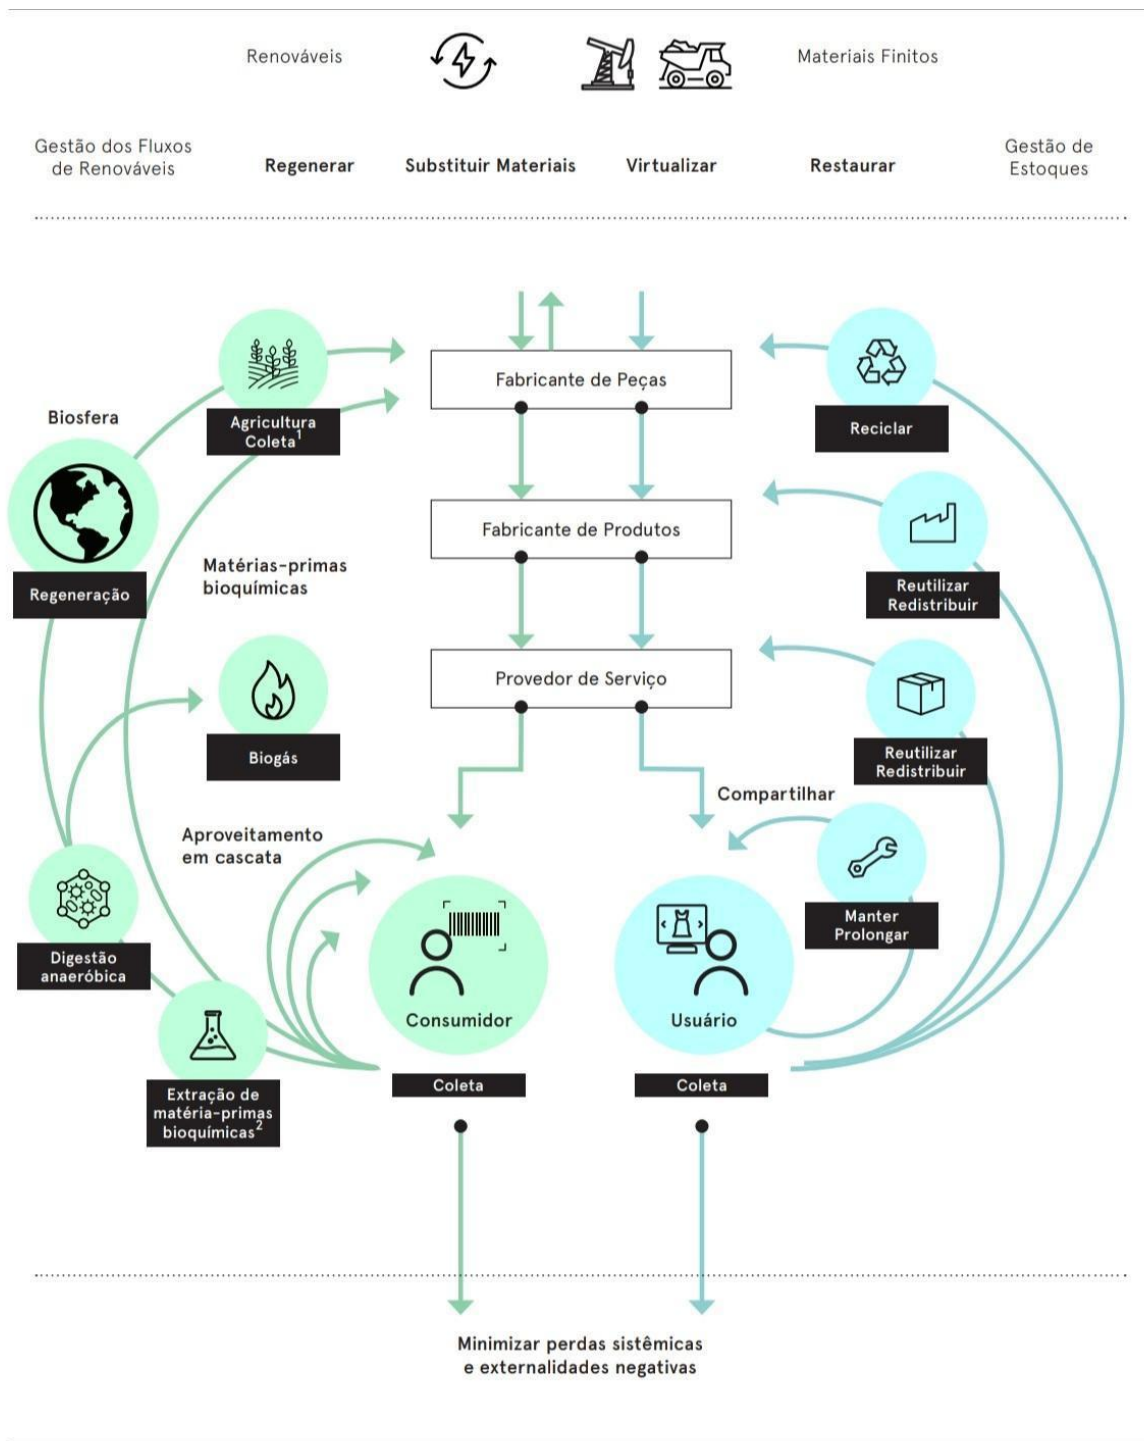 Renováveis
Materiais Finitos
Gestão dos Fluxos
de Renováveis
Regenerar
Substituir Materiais
Virtualizar
Restaurar
Gestão de
Estoques
Agricultura
Coleta¹
Fabricante de Peças
Reciclar
Biosfera
Regeneração
Matérias-primas
bioquímicas
Fabricante de Produtos
Reutilizar
Redistribuir
Biogás
Provedor de Serviço
Reutilizar
Redistribuir
Compartilhar
Aproveitamento
em cascata
Manter
Prolongar
Digestão
anaeróbica
Consumidor
Usuário
Extração de
matéria-primas
bioquímicas²
Coleta
Coleta
Minimizar perdas sistêmicas
e externalidades negativas